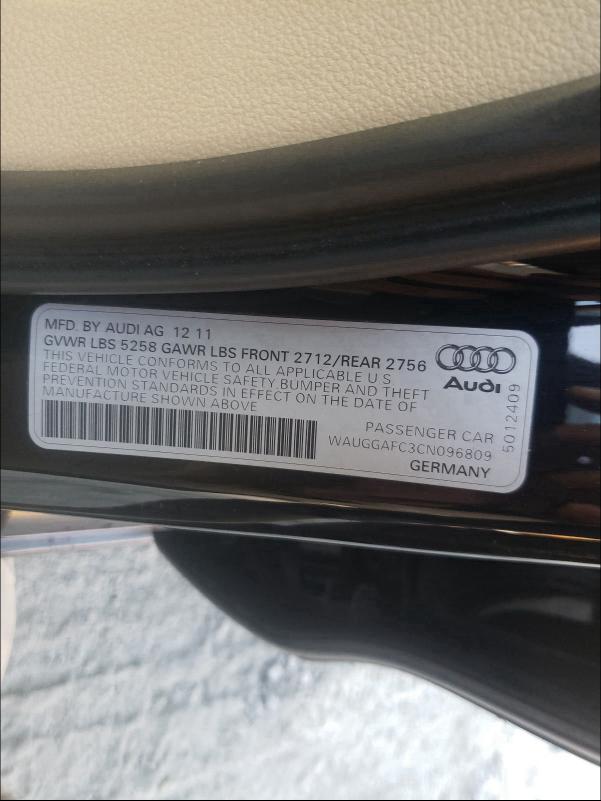 MFD. BY AUDI AG 12 11
GVWR LBS 5258 GAWR LBS FRONT 2712/REAR 2756
THIS VEHICLE CONFORMS TO ALL APPLICABLE U S
FEDERAL MOTOR VEHICLE SAFETY BUMPER AND THEFT
PREVENTION STANDARDS IN EFFECT ON THE DATE OF
MANUFACTURE SHOWN ABOVE
Audi
PASSENGER CAR
WAUGGAFC3CN096809
GERMANY
5012409